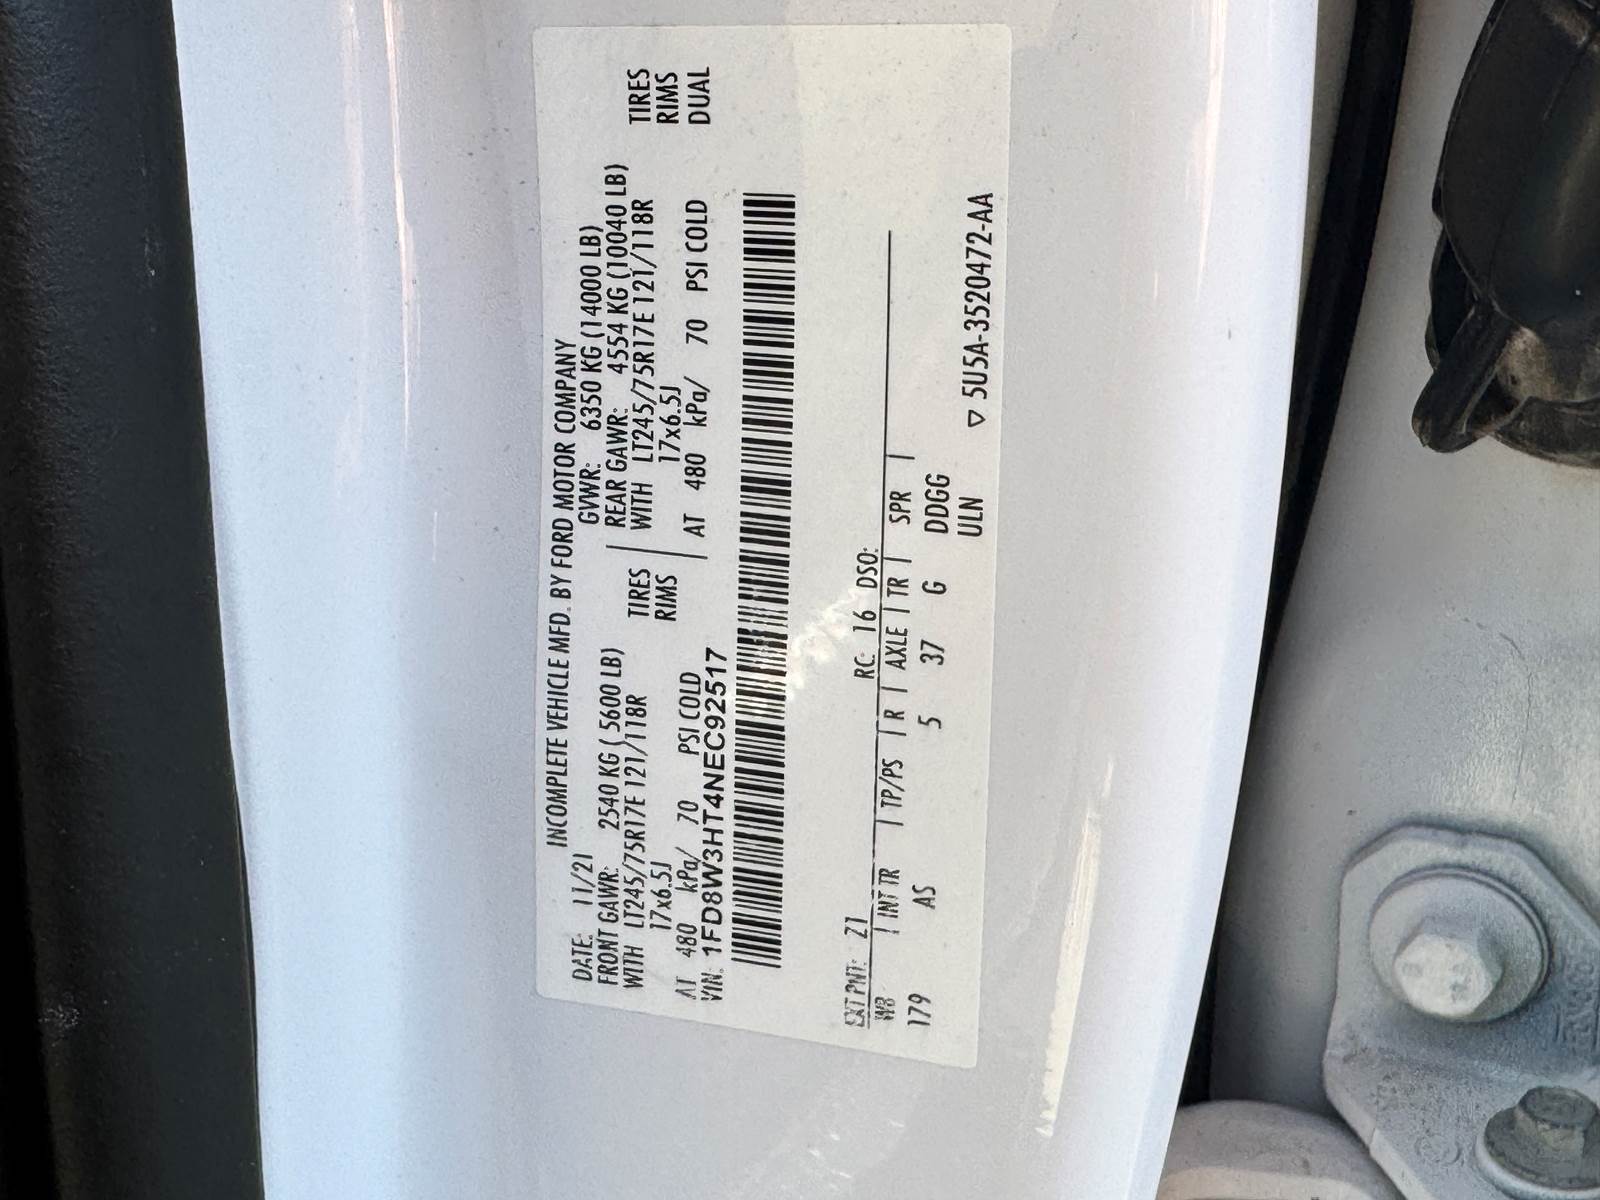 INCOMPLETE VEHICLE MFD. BY FORD MOTOR COMPANY
DATE: 11/21 GVWR: 6350 KG (14000 LB)
FRONT GAWR: 2540 KG ( 5600 LB) REAR GAWR: 4554 KG (10040 LB)
WITH LT245/75R17E 121/118R TIRES WITH LT245/75R17E 121/118R TIRES
17x6.5J RIMS 17x6.5J RIMS
AT 480 kPa/ 70 PSI COLD AT 480 kPa/ 70 PSI COLD DUAL
VIN: 1FD8W3HT4NEC92517
EXT PNT: Z1 RC: 16 DSO:
WB | INT TR | TP/PS | R | AXLE | TR | SPR |
179 AS 5 37 G DDGG
ULN
▽ 5U5A-3520472-AA